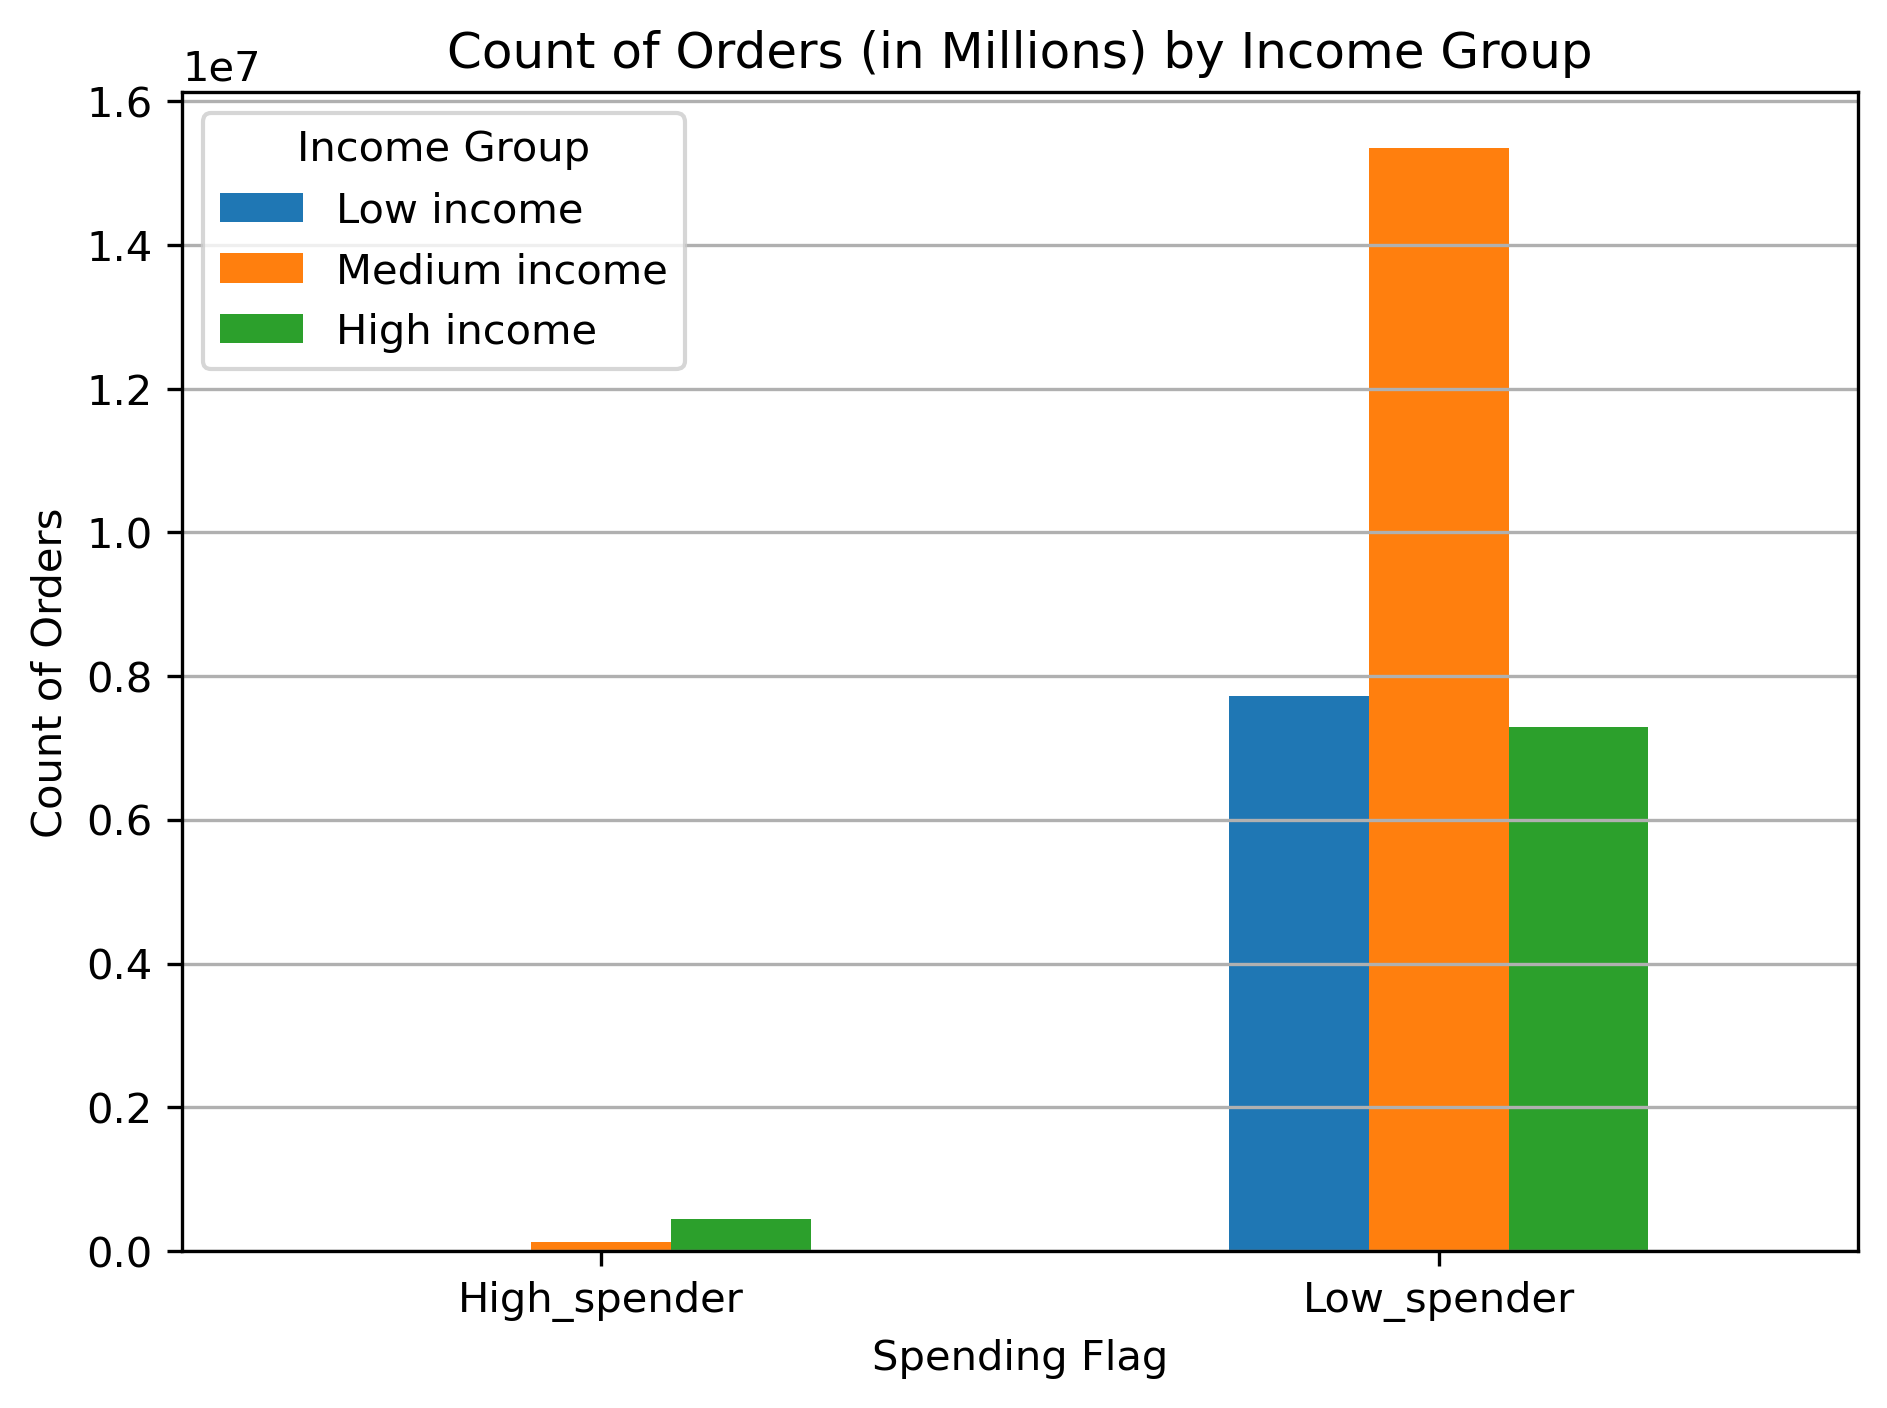 Count of Orders (in Millions) by Income Group
1e7
1.6
1.4
1.2
1.0
0.8
0.6
0.4
0.2
0.0
Count of Orders
Income Group
Low income
Medium income
High income
High_spender
Low_spender
Spending Flag